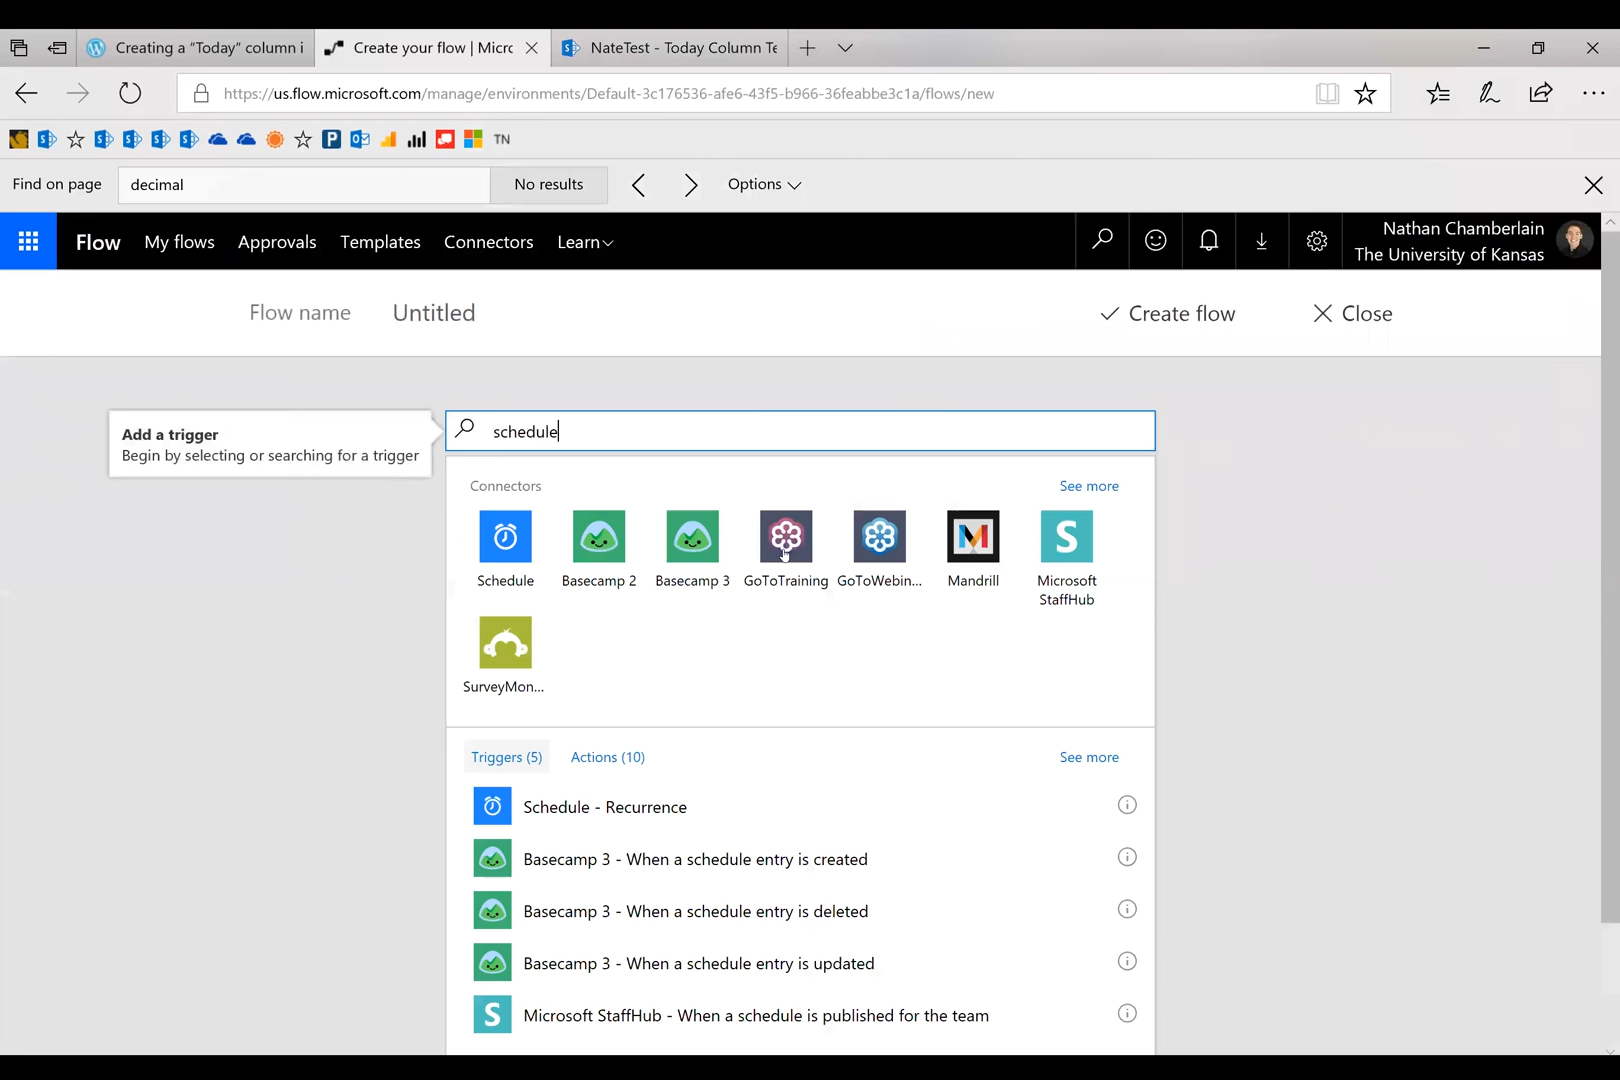 Creating a "Today" column i
Create your flow | Micr
NateTest - Today Column Te
https://us.flow.microsoft.com/manage/environments/Default-3c176536-afe6-43f5-b966-36feabbe3c1a/flows/new
P
TN
Find on page
decimal
No results
Options
Flow
My flows
Approvals
Templates
Connectors
Learn
Nathan Chamberlain
The University of Kansas
Flow name
Untitled
Create flow
Close
Add a trigger
Begin by selecting or searching for a trigger
schedule
Connectors
See more
Schedule
Basecamp 2
Basecamp 3
GoToTraining
GoToWebin...
Mandrill
Microsoft
StaffHub
SurveyMon...
Triggers (5)
Actions (10)
See more
Schedule - Recurrence
Basecamp 3 - When a schedule entry is created
Basecamp 3 - When a schedule entry is deleted
Basecamp 3 - When a schedule entry is updated
Microsoft StaffHub - When a schedule is published for the team